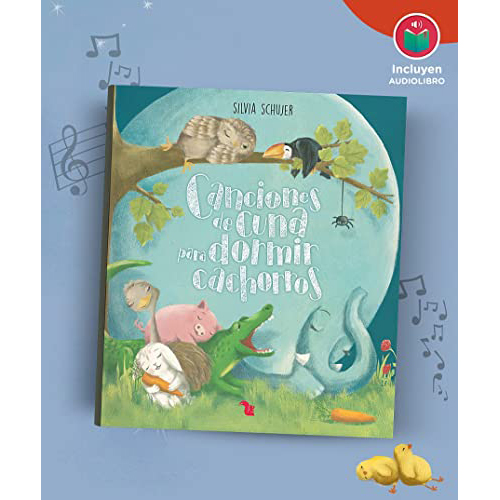 Incluyen
AUDIOLIBRO
SILVIA SCHUJER
Canciones
de cuna
para dormir
cachorros